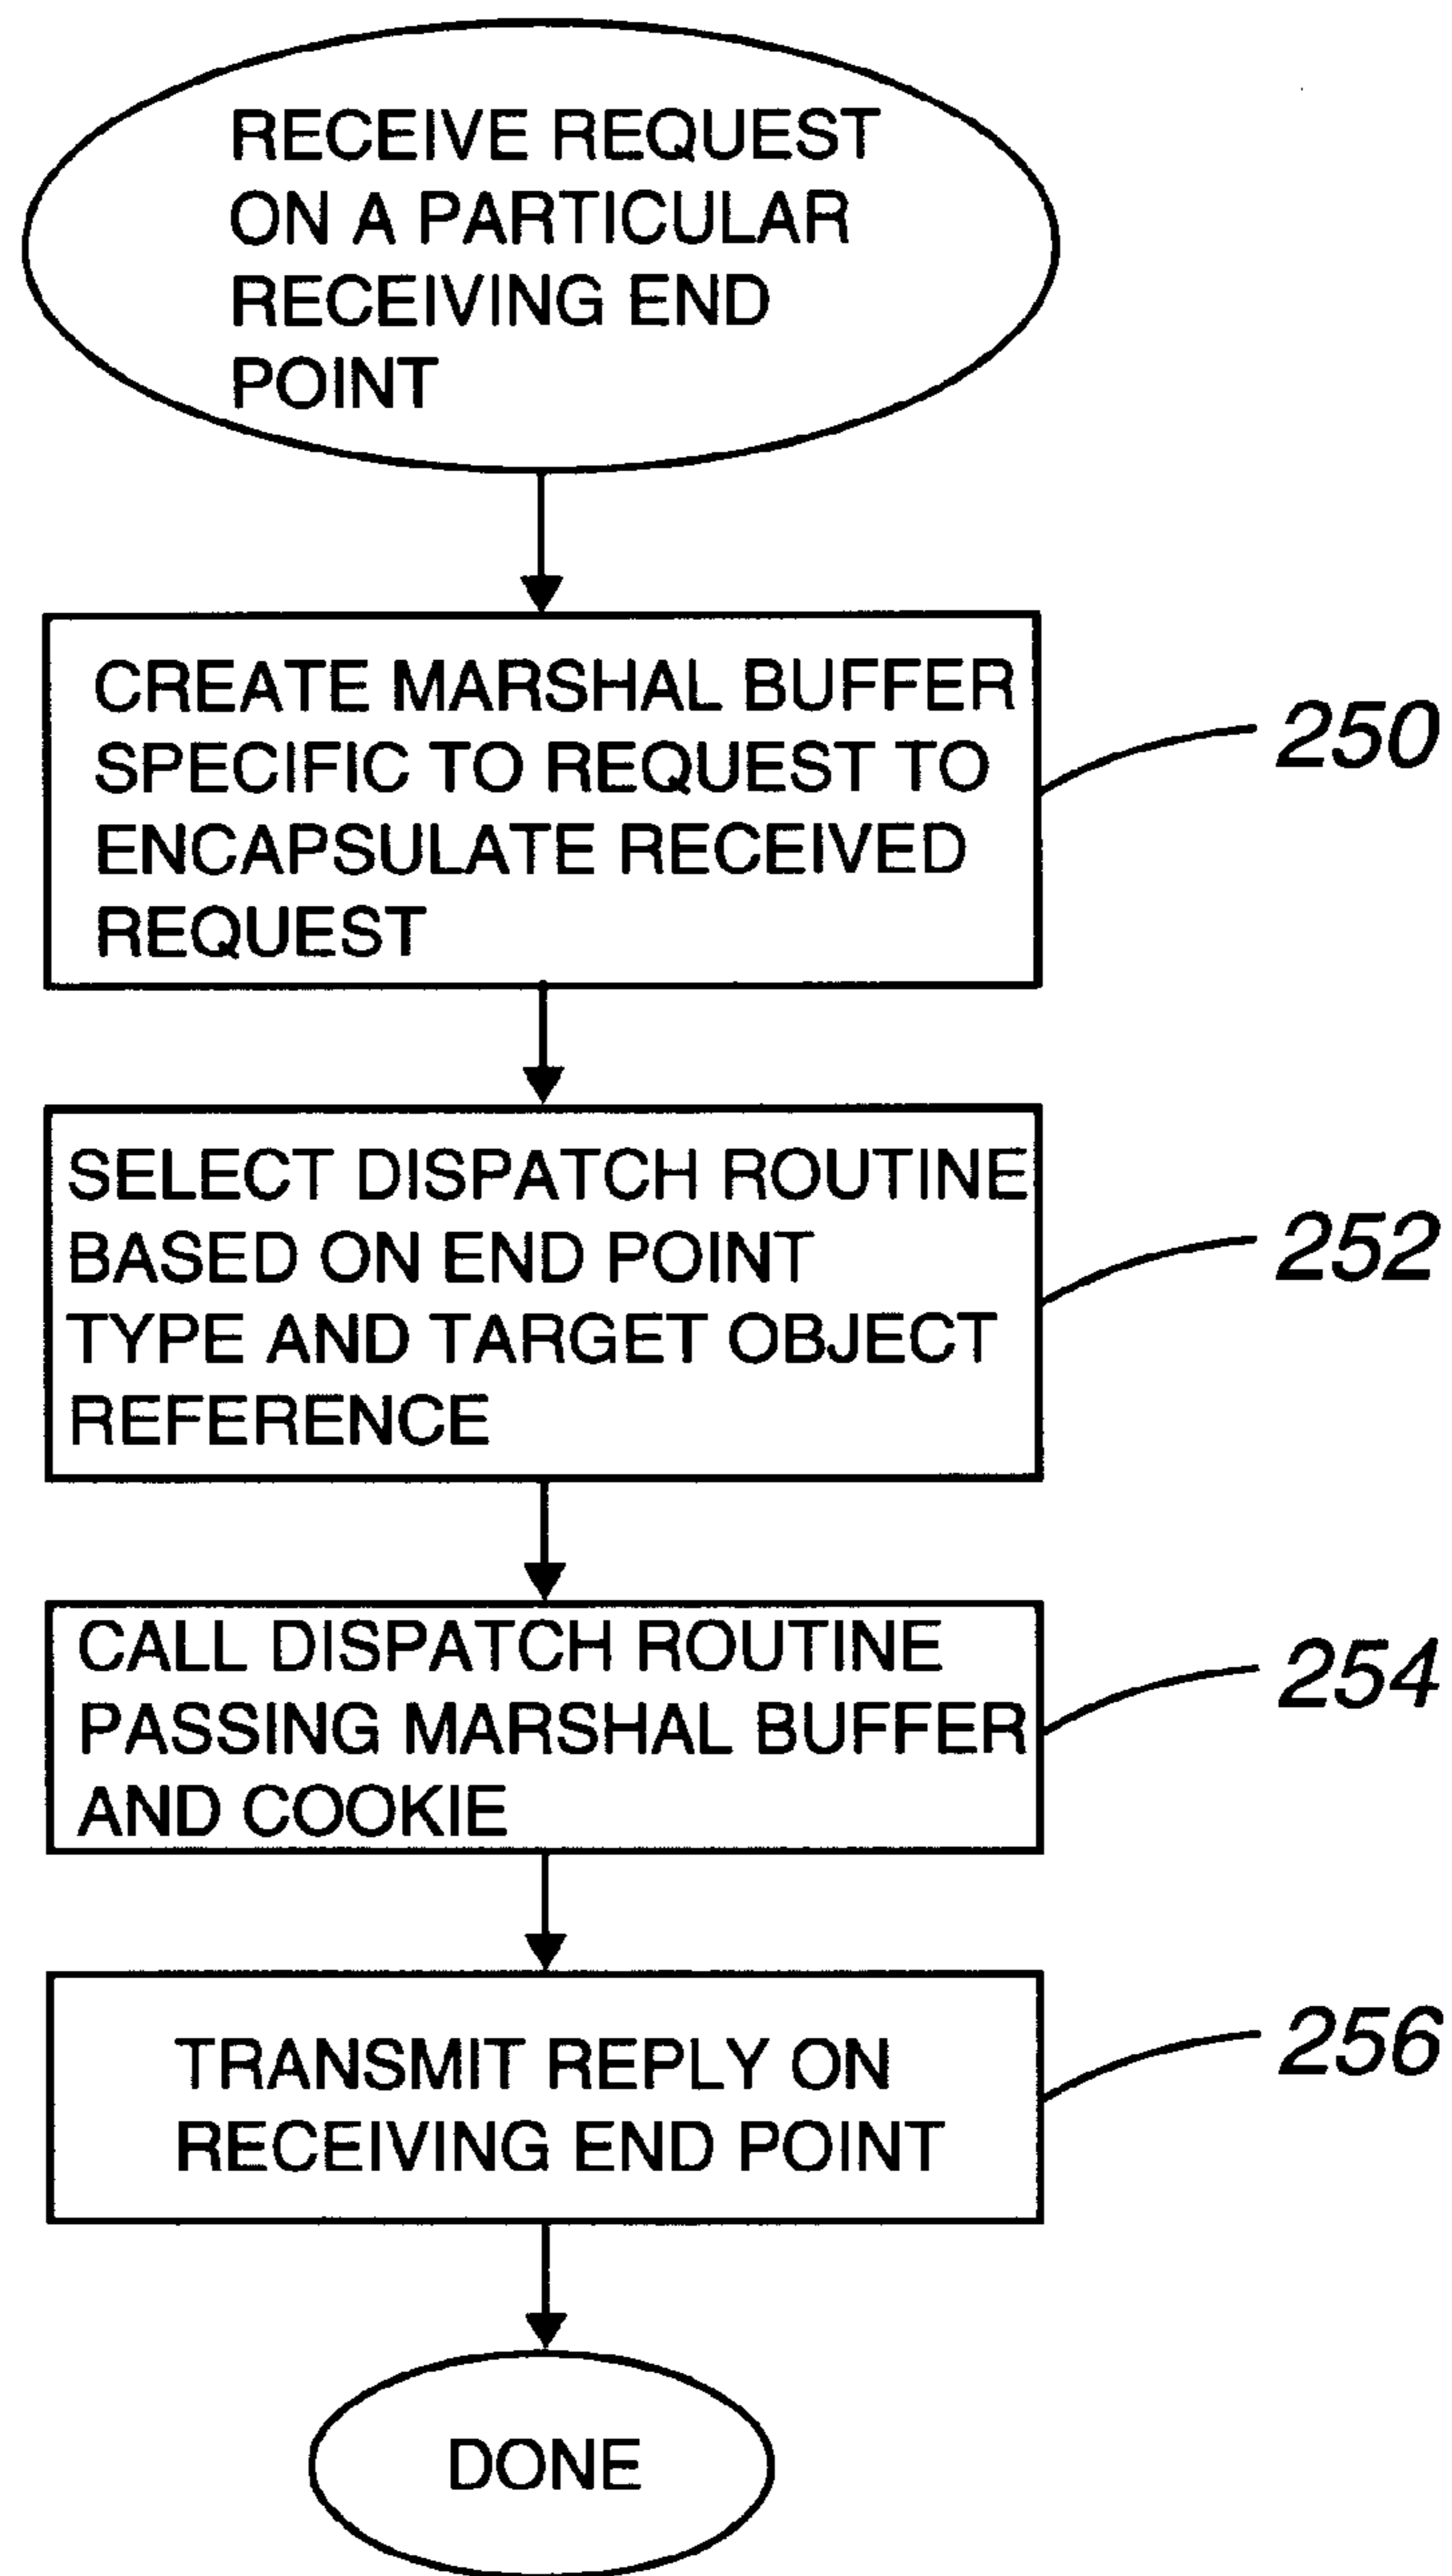 RECEIVE REQUEST
ON A PARTICULAR
RECEIVING END
POINT
CREATE MARSHAL BUFFER
SPECIFIC TO REQUEST TO
ENCAPSULATE RECEIVED
REQUEST
250
SELECT DISPATCH ROUTINE
BASED ON END POINT
TYPE AND TARGET OBJECT
REFERENCE
252
CALL DISPATCH ROUTINE
PASSING MARSHAL BUFFER
AND COOKIE
254
TRANSMIT REPLY ON
RECEIVING END POINT
256
DONE